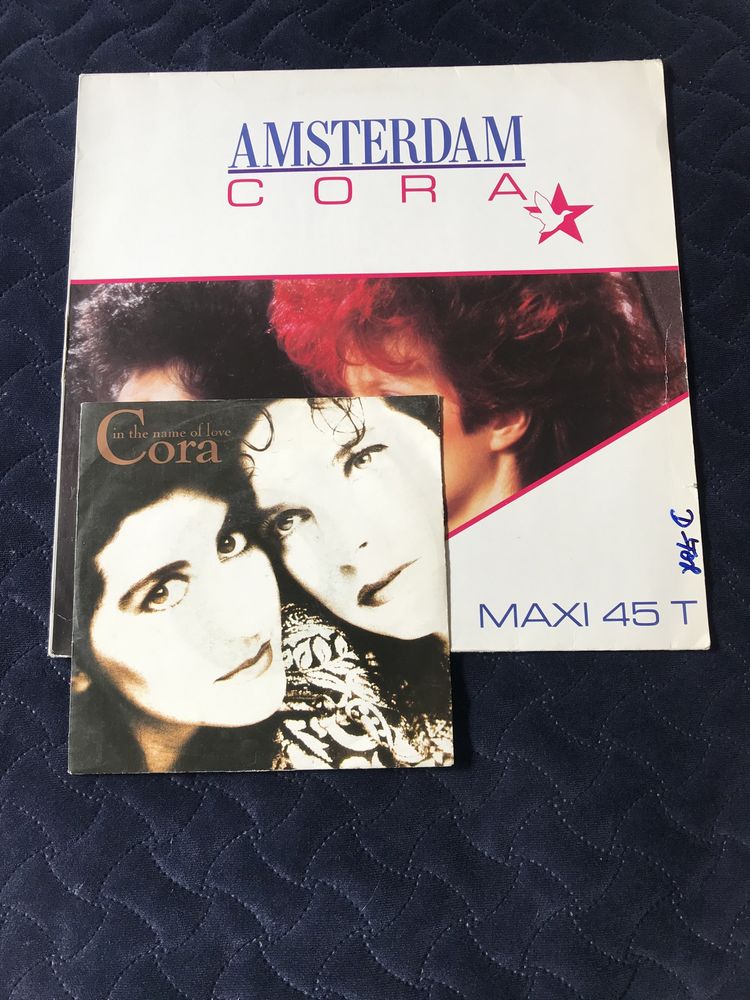 AMSTERDAM
CORA
in the name of love
Cora
MAXI 45 T